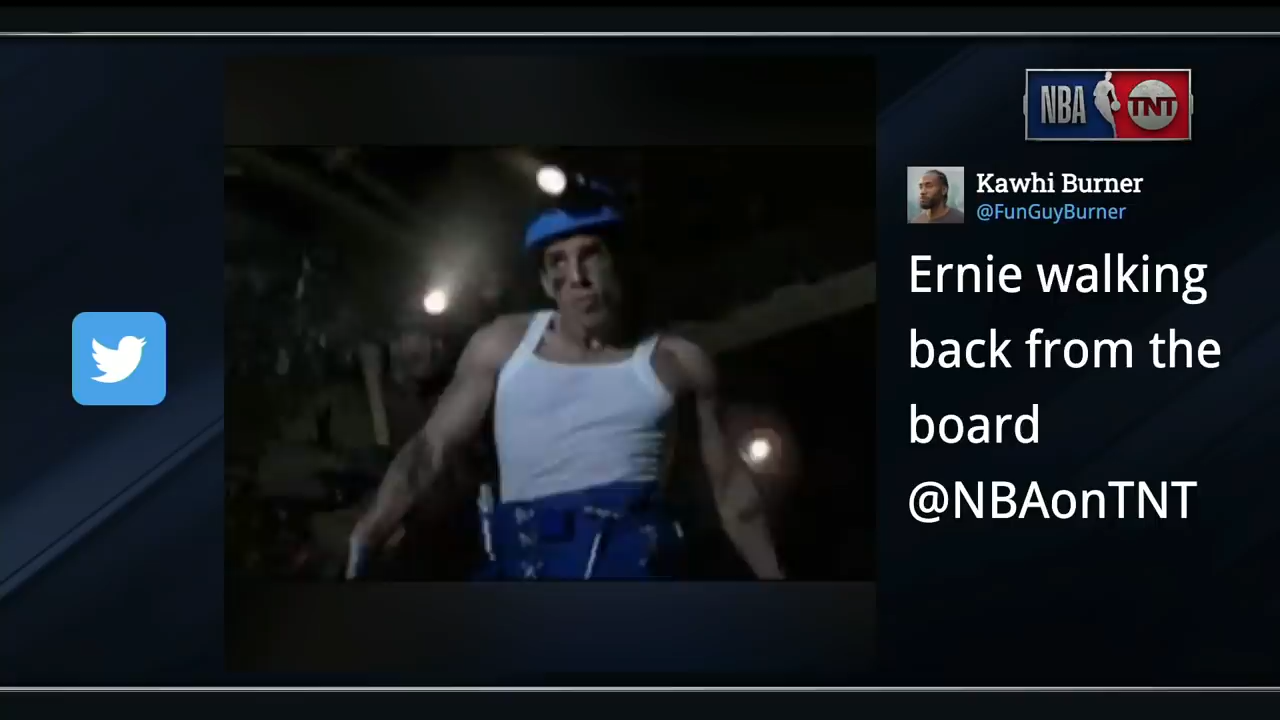 NBA TNT
Kawhi Burner
@FunGuyBurner
Ernie walking
back from the
board
@NBAonTNT